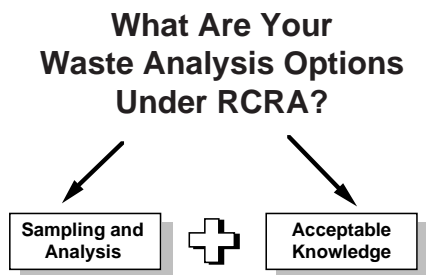 What Are Your
Waste Analysis Options
Under RCRA?
Sampling and
Analysis
Acceptable
Knowledge